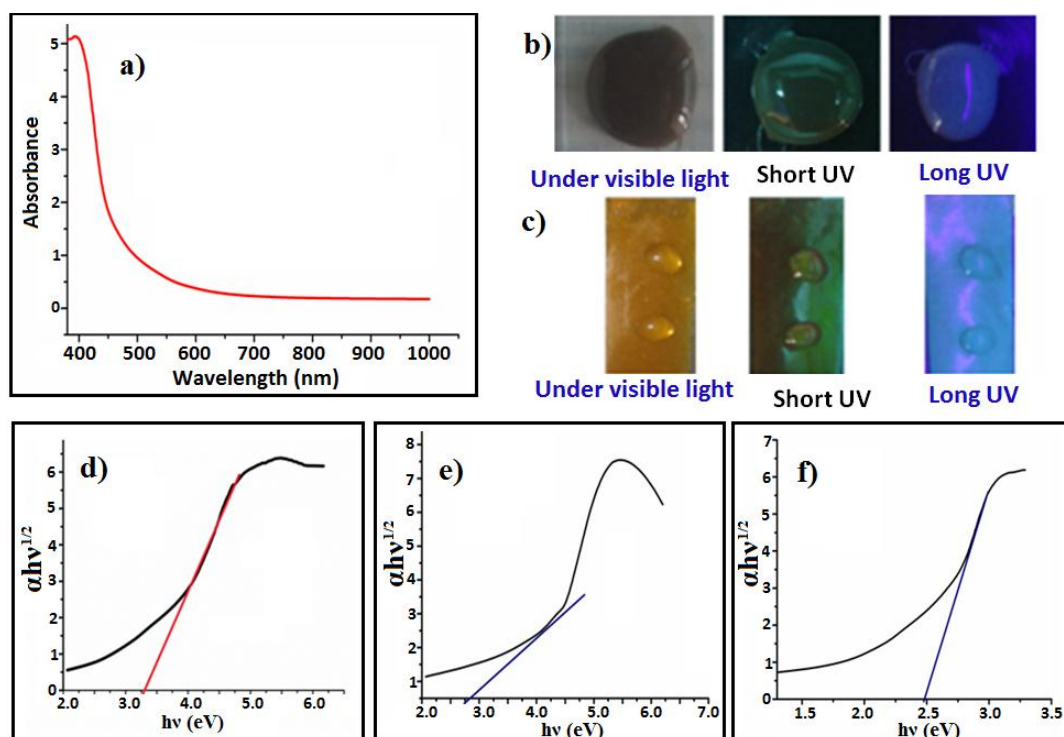 a)
5
4
3
2
1
0
Absorbance
400 500 600 700 800 900 1000
Wavelength (nm)
b)
Under visible light Short UV Long UV
c)
Under visible light Short UV Long UV
d)
6
5
4
3
2
1
0
αhν1/2
2.0 3.0 4.0 5.0 6.0
hν (eV)
e)
8
7
6
5
4
3
2
1
αhν1/2
2.0 3.0 4.0 5.0 6.0 7.0
hν (eV)
f)
7
6
5
4
3
2
1
0
αhν1/2
1.5 2.0 2.5 3.0 3.5
hν (eV)